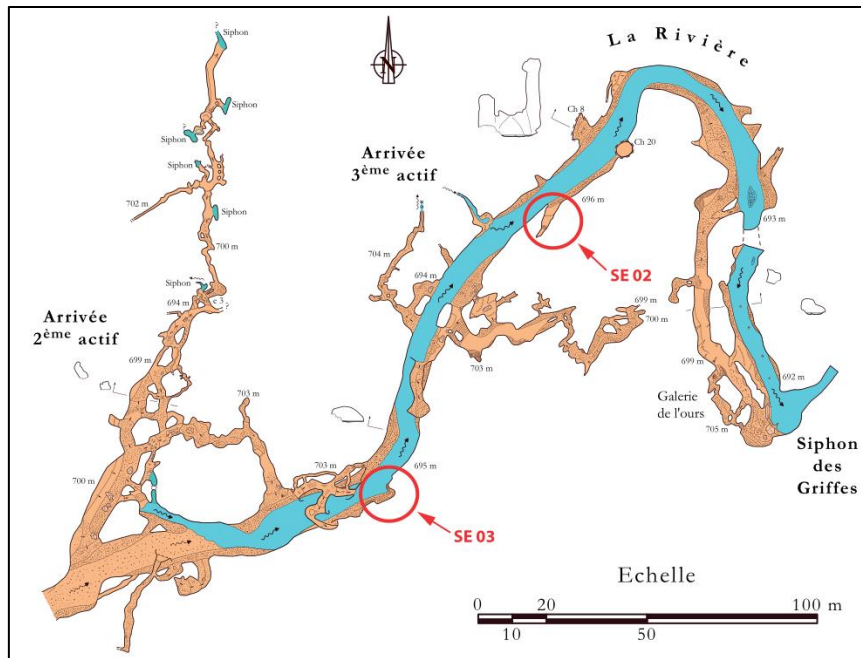 ?
Siphon
Siphon
?
Siphon
Siphon
702 m
Siphon
700 m
Siphon
694 m
?
Arrivée
2ème actif
699 m
703 m
700 m
N
Arrivée
3ème actif
704 m
694 m
703 m
699 m
700 m
703 m
695 m
SE 03
La Rivière
Ch 8
Ch 20
696 m
SE 02
693 m
699 m
692 m
Galerie
de l'ours
705 m
Siphon
des
Griffes
Echelle
0 20 100 m
10 50